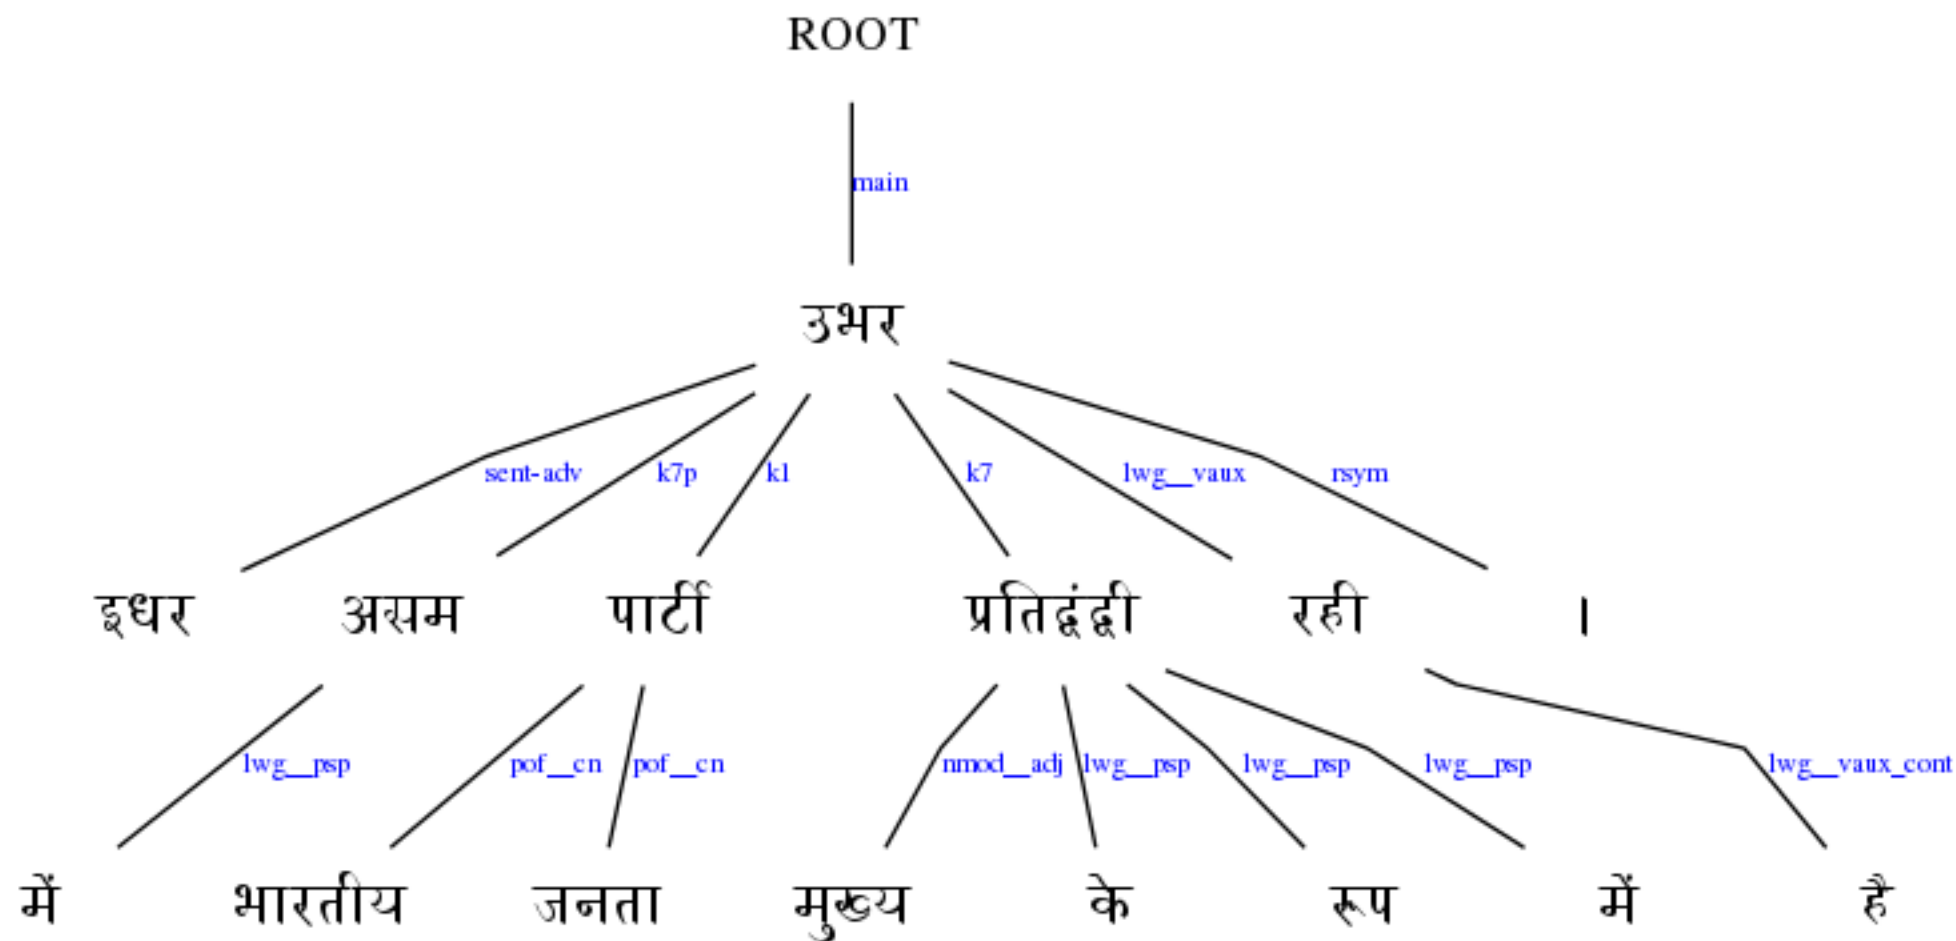 ROOT
main
उभर
sent-adv k7p k1 k7 lwg__vaux rsym
इधर असम पार्टी प्रतिद्वंद्वी रही ।
lwg__psp pof__cn pof__cn nmod__adj lwg__psp lwg__psp lwg__psp lwg__vaux_cont
में भारतीय जनता मुख्य के रूप में है